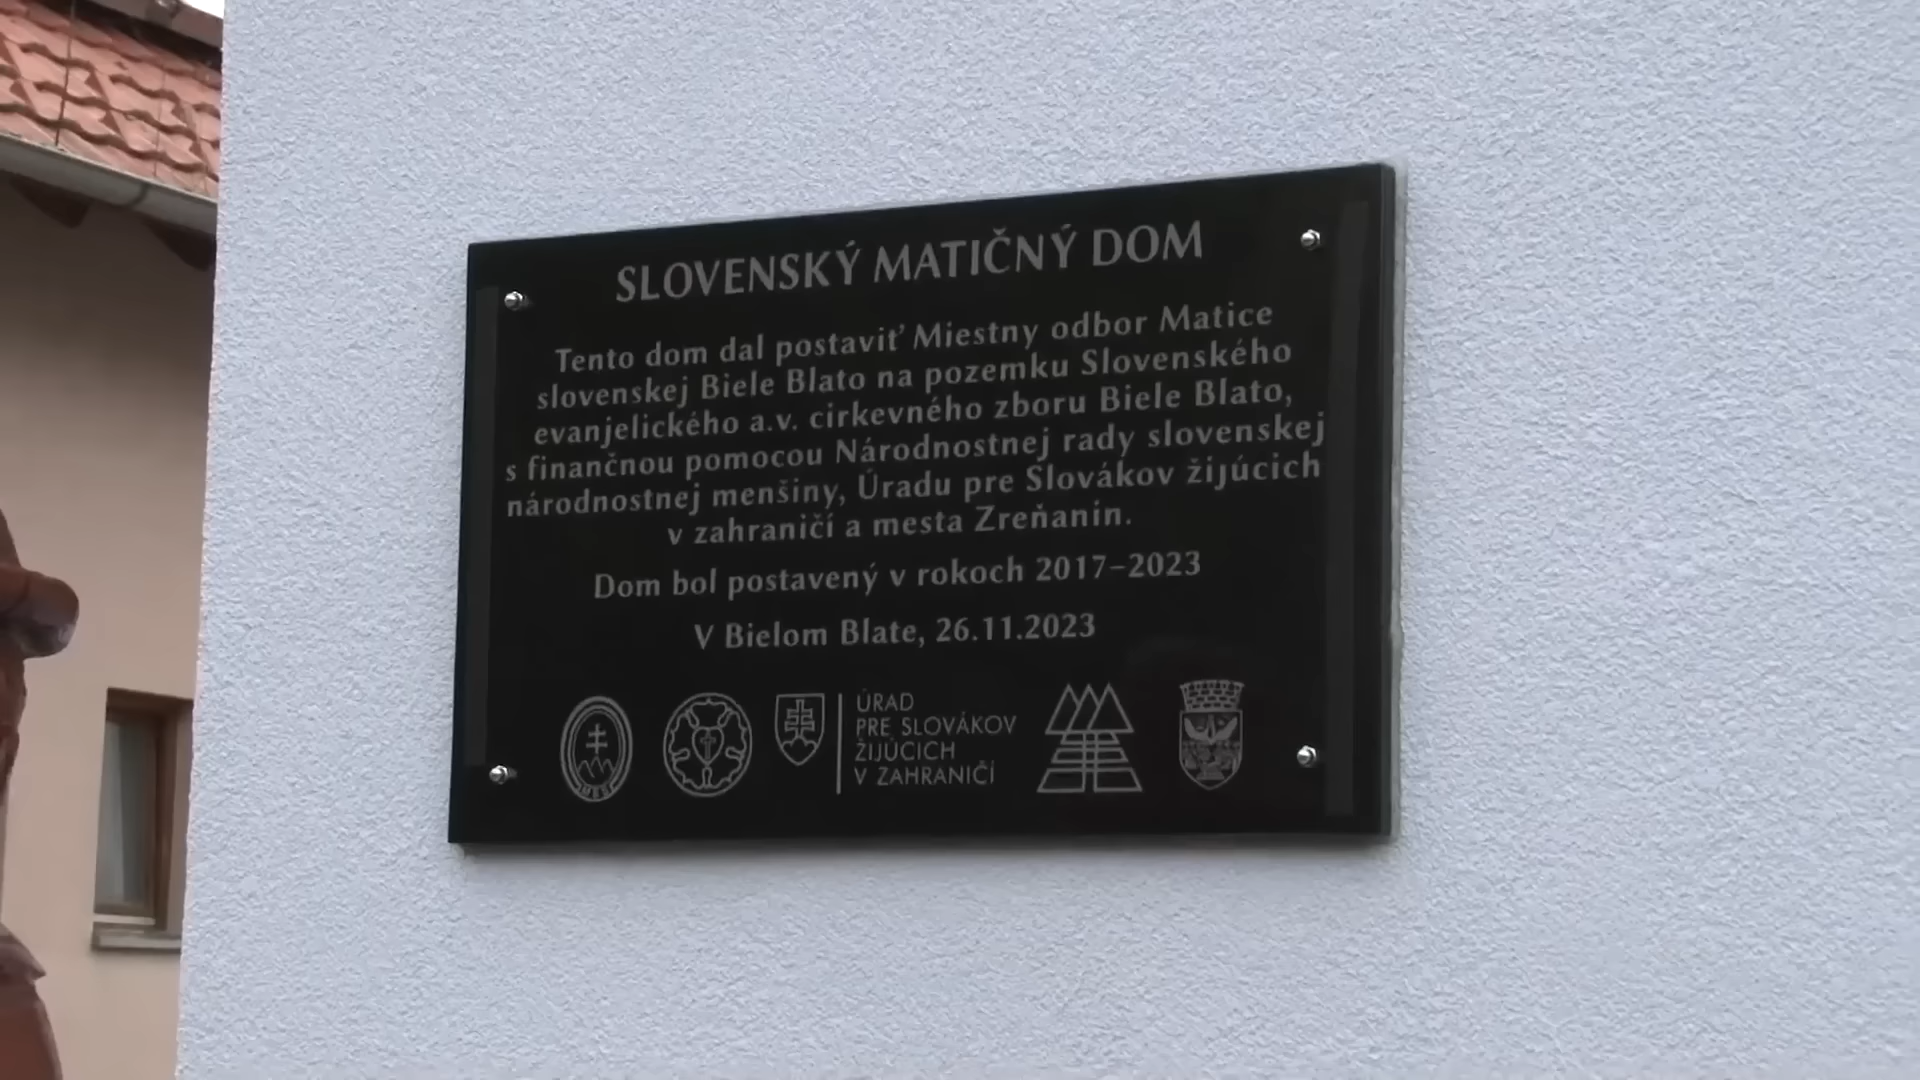 SLOVENSKÝ MATIČNÝ DOM
Tento dom dal postaviť Miestny odbor Matice
slovenskej Biele Blato na pozemku Slovenského
evanjelického a.v. cirkevného zboru Biele Blato,
s finančnou pomocou Národnostnej rady slovenskej
národnostnej menšiny, Úradu pre Slovákov žijúcich
v zahraničí a mesta Zreňanin.
Dom bol postavený v rokoch 2017–2023
V Bielom Blate, 26.11.2023
ÚRAD
PRE SLOVÁKOV
ŽIJÚCICH
V ZAHRANIČÍ